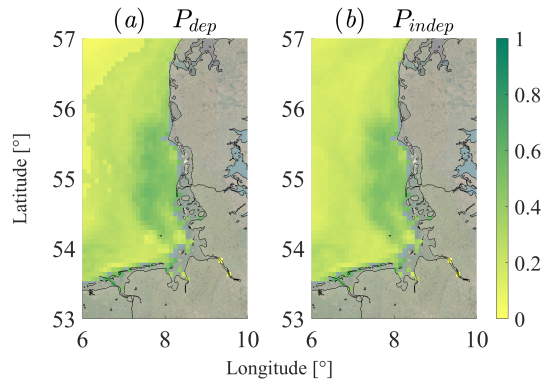 (a) P_dep (b) P_indep
57 57 1
56 56 0.8
55 55 0.6
54 54 0.4
53 53 0.2
0
6 8 10 6 8 10
Latitude [°]
Longitude [°]